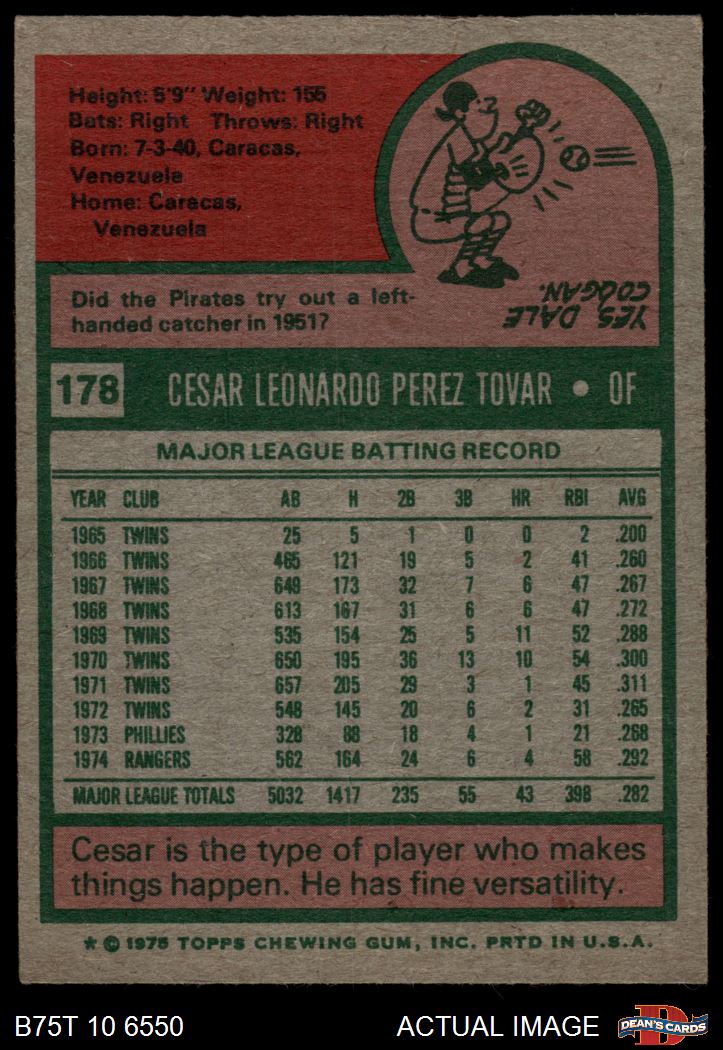 Height: 5'9" Weight: 155
Bats: Right Throws: Right
Born: 7-3-40, Caracas,
Venezuela
Home: Caracas,
Venezuela
Did the Pirates try out a left-
handed catcher in 1951?
YES, DALE
COOGAN.
178 CESAR LEONARDO PEREZ TOVAR • OF
MAJOR LEAGUE BATTING RECORD
YEAR CLUB AB H 2B 3B HR RBI AVG
1965 TWINS 25 5 1 0 0 2 .200
1966 TWINS 465 121 19 5 2 41 .260
1967 TWINS 649 173 32 7 6 47 .267
1968 TWINS 613 167 31 6 6 47 .272
1969 TWINS 535 154 25 5 11 52 .288
1970 TWINS 650 195 36 13 10 54 .300
1971 TWINS 657 205 29 3 1 45 .311
1972 TWINS 548 145 20 6 2 31 .265
1973 PHILLIES 328 88 18 4 1 21 .268
1974 RANGERS 562 164 24 6 4 58 .292
MAJOR LEAGUE TOTALS 5032 1417 235 55 43 398 .282
Cesar is the type of player who makes
things happen. He has fine versatility.
* © 1975 TOPPS CHEWING GUM, INC. PRTD IN U.S.A.
B75T 10 6550 ACTUAL IMAGE D DEAN'S CARDS